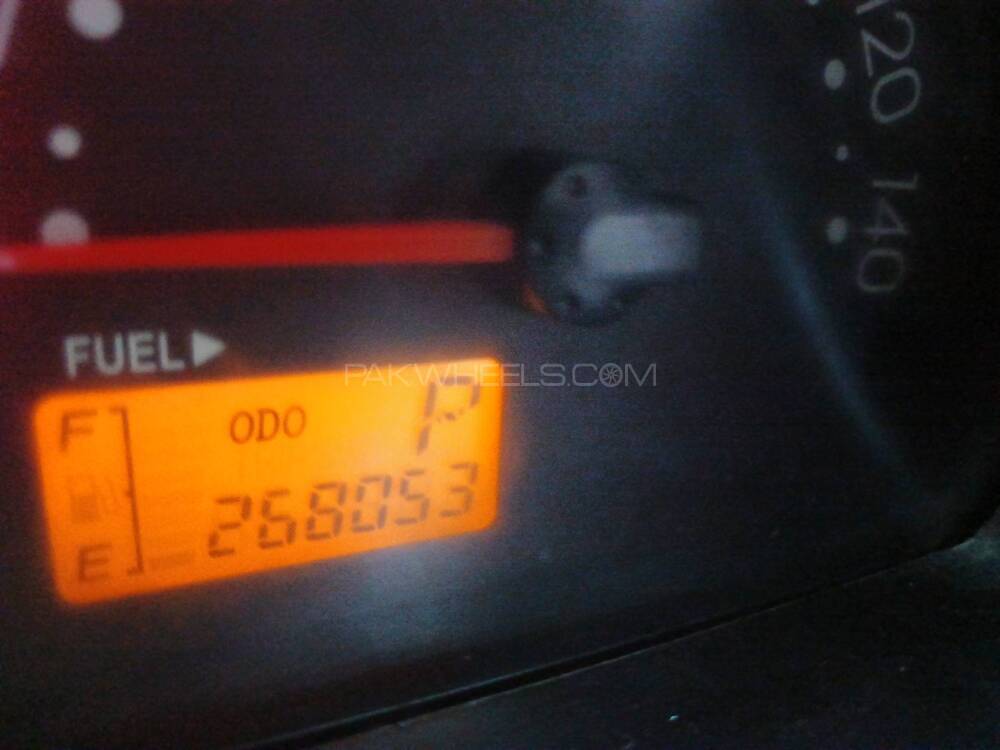 120
140
FUEL
PAKWHEELS.COM
F
ODO P
268053
E